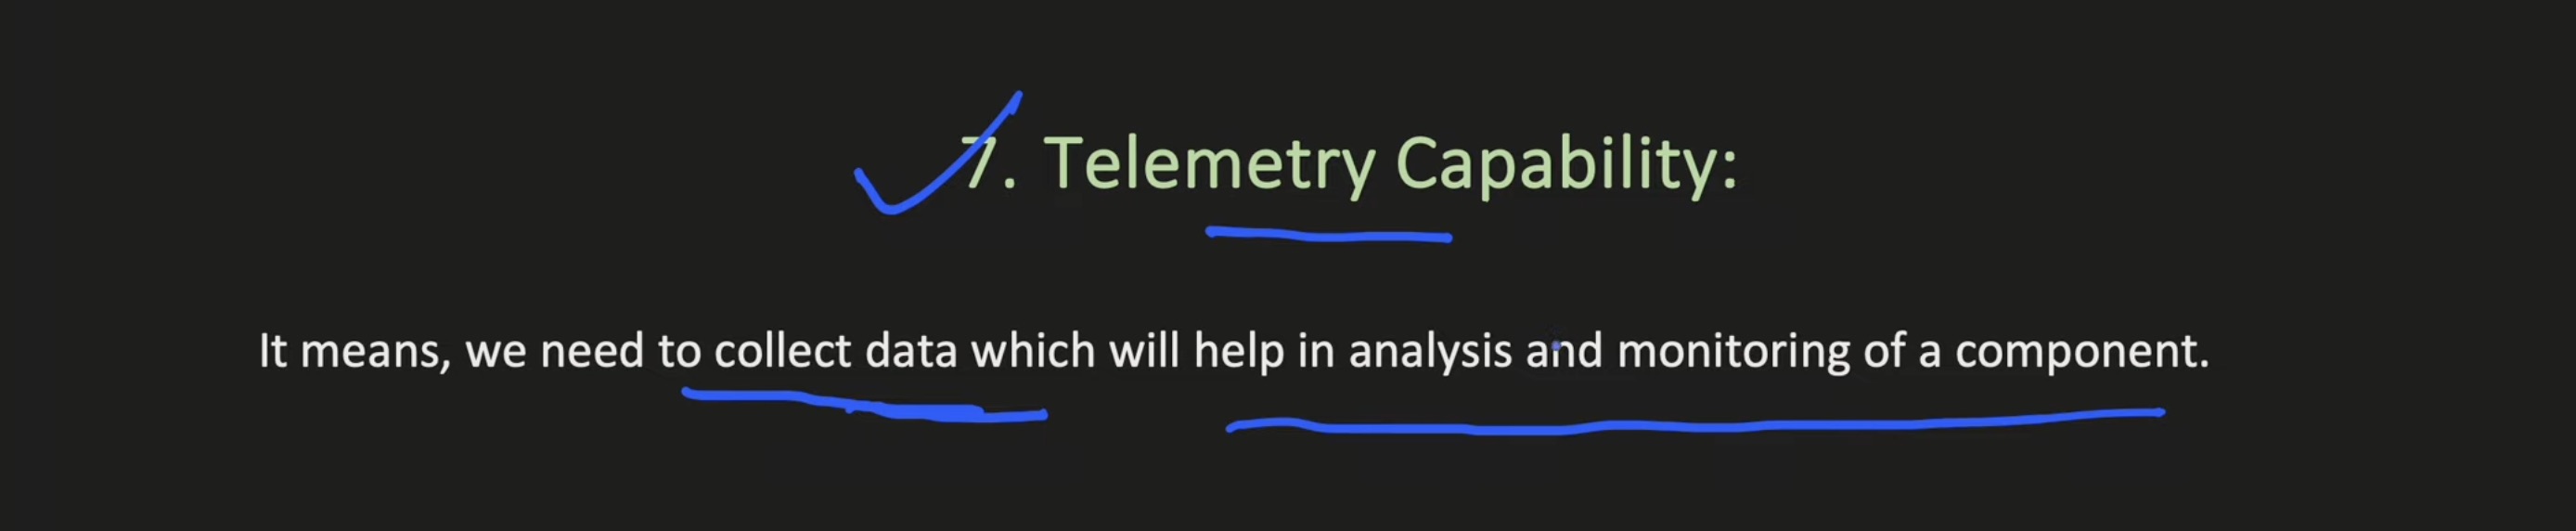 7. Telemetry Capability:
It means, we need to collect data which will help in analysis and monitoring of a component.